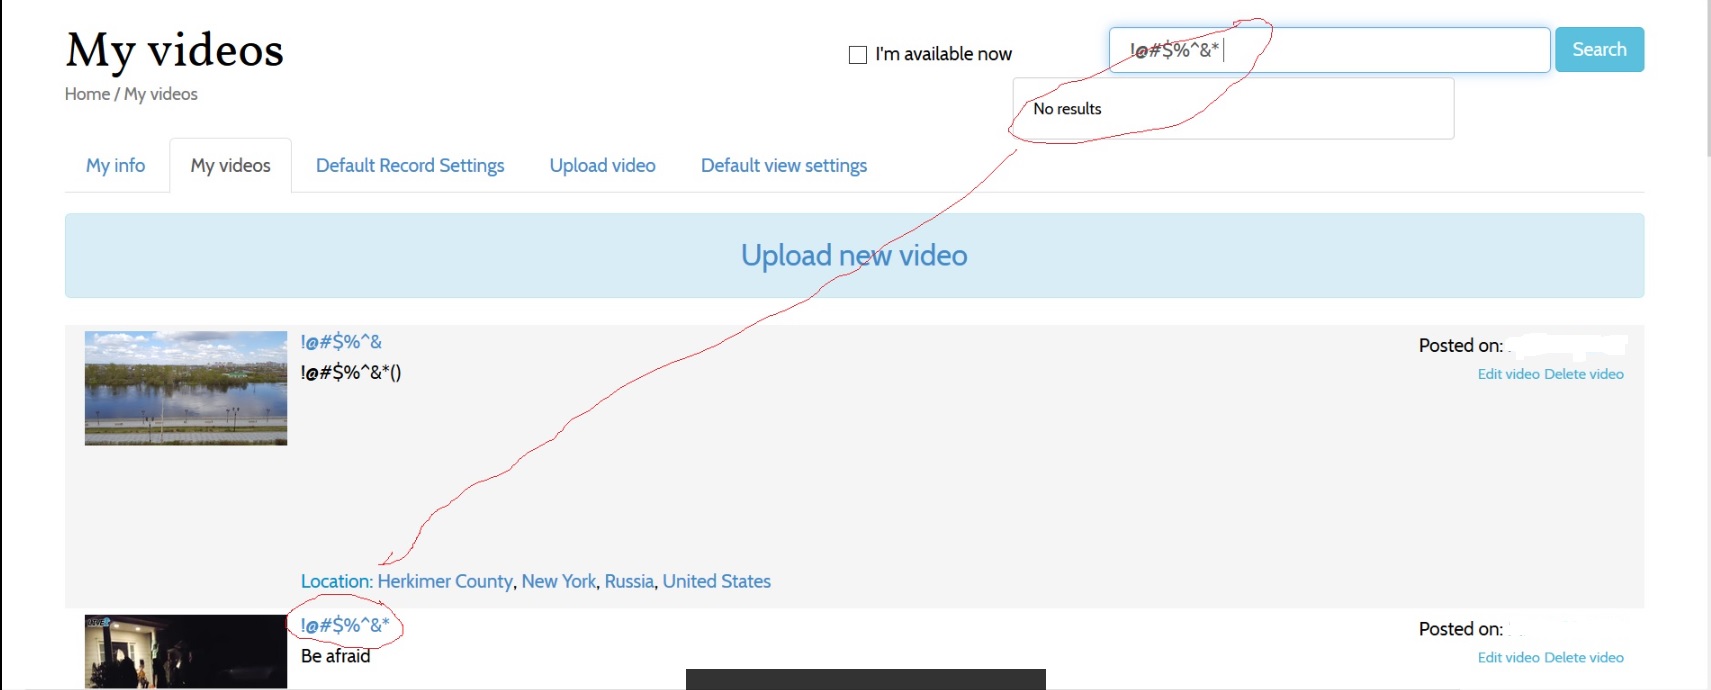 My videos
I'm available now
!@#$%^&*
Search
Home / My videos
No results
My info
My videos
Default Record Settings
Upload video
Default view settings
Upload new video
!@#$%^&
Posted on:
!@#$%^&*()
Edit video Delete video
Location: Herkimer County, New York, Russia, United States
!@#$%^&*
Posted on:
Be afraid
Edit video Delete video